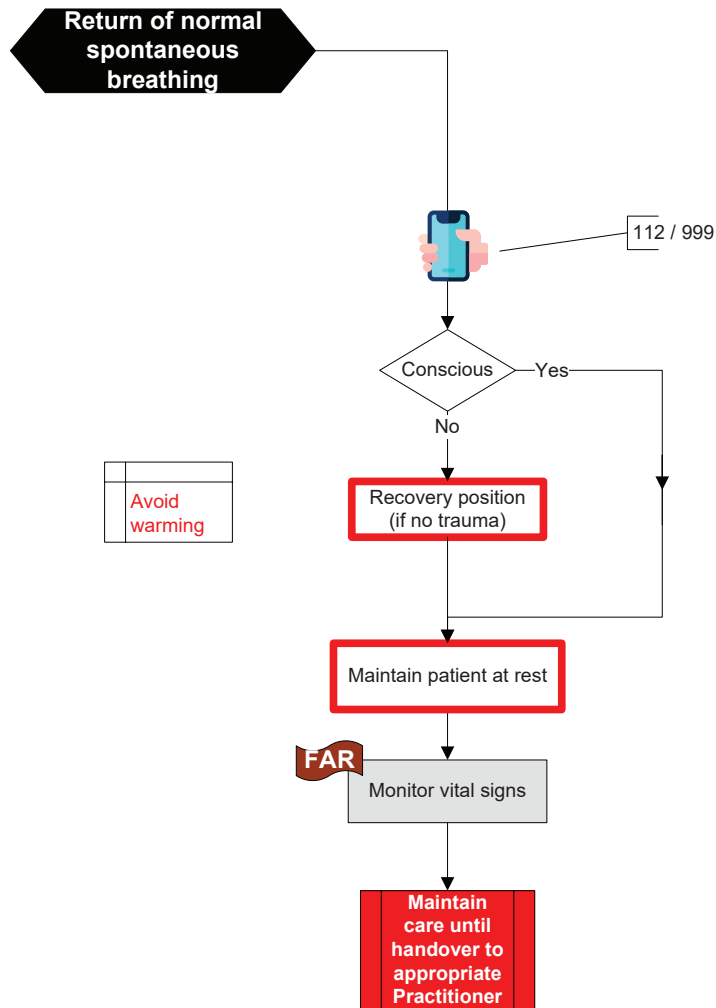 Return of normal
spontaneous
breathing
112 / 999
Conscious
Yes
No
Avoid
warming
Recovery position
(if no trauma)
Maintain patient at rest
FAR
Monitor vital signs
Maintain
care until
handover to
appropriate
Practitioner